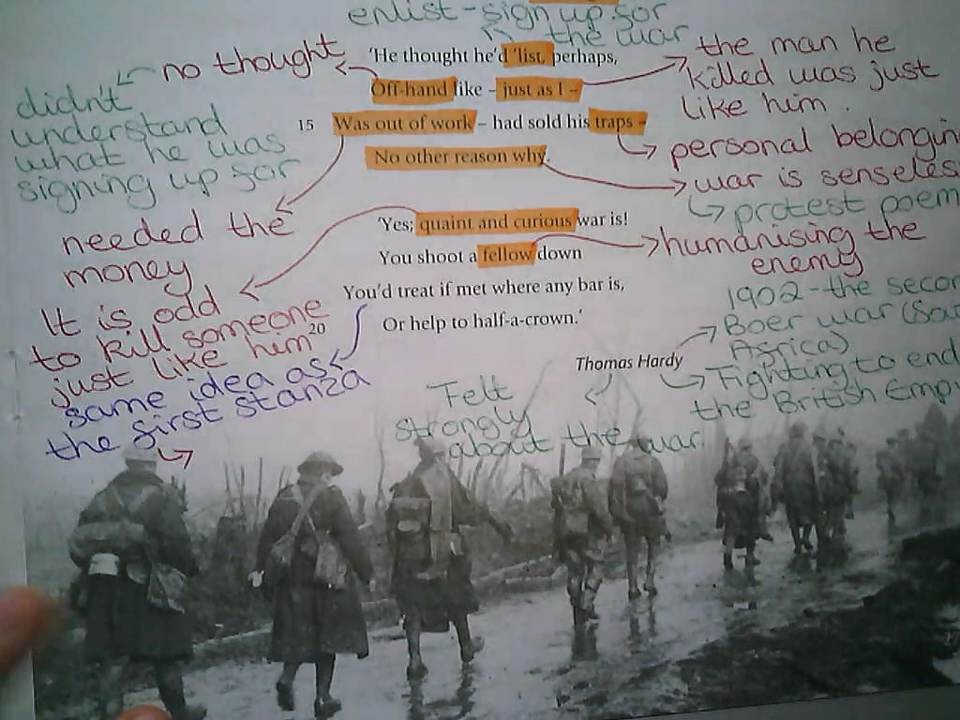 enlist-sign up for
the war
'He thought he'd 'list, perhaps,
Off-hand like – just as I –
15 Was out of work – had sold his traps –
No other reason why.
'Yes; quaint and curious war is!
You shoot a fellow down
You'd treat if met where any bar is,
20 Or help to half-a-crown.'
Thomas Hardy
no thought
didn't
understand
what he was
signing up for
needed the
money
It is odd
to kill someone
just like him
same idea as
the first stanza
the man he
killed was just
like him.
personal
war is
protest poem
humanising the
enemy
1902-the
Boer war
Africa)
Fighting to end
the British
Felt
strongly
about the war